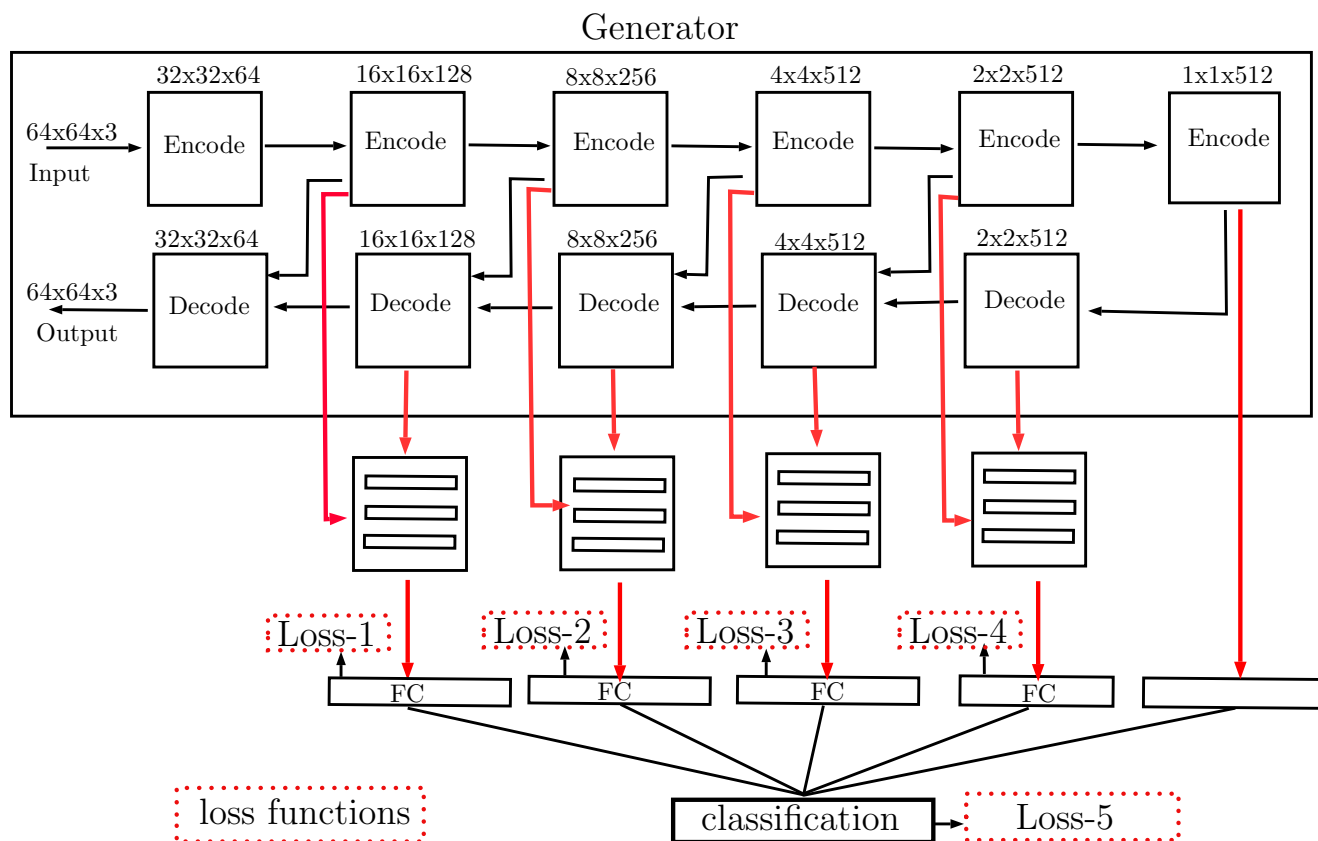 Generator
32x32x64
16x16x128
8x8x256
4x4x512
2x2x512
1x1x512
64x64x3
Input
Encode
Encode
Encode
Encode
Encode
Encode
32x32x64
16x16x128
8x8x256
4x4x512
2x2x512
64x64x3
Output
Decode
Decode
Decode
Decode
Decode
Loss-1
Loss-2
Loss-3
Loss-4
FC
FC
FC
FC
loss functions
classification
Loss-5